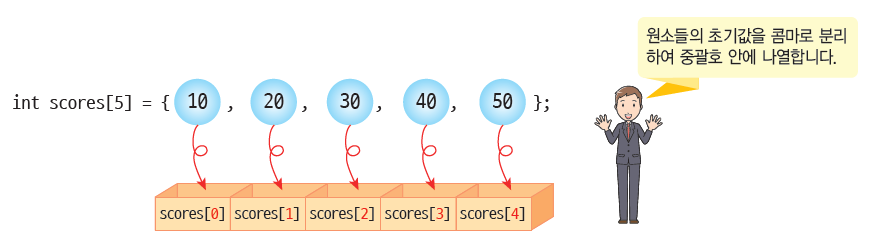 원소들의 초기값을 콤마로 분리
하여 중괄호 안에 나열합니다.
int scores[5] = { 10 , 20 , 30 , 40 , 50 };
scores[0] scores[1] scores[2] scores[3] scores[4]